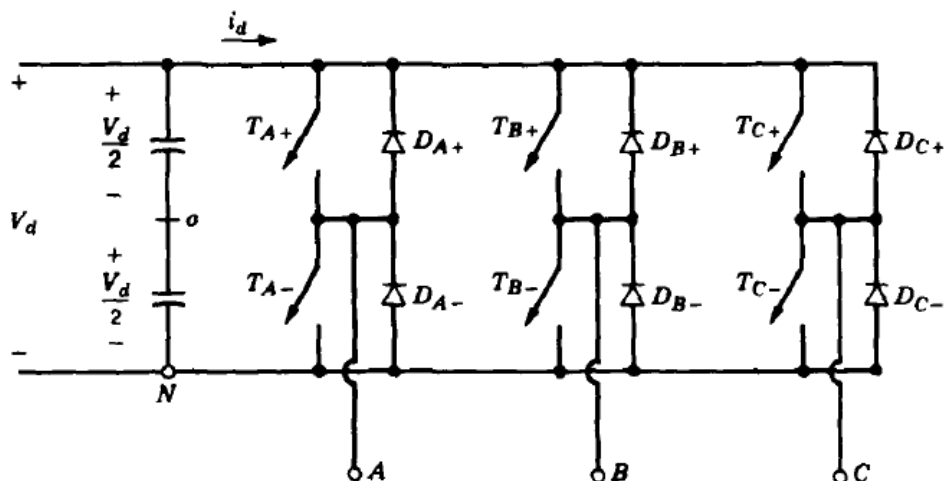 i_d
+
+
V_d/2
−
o
V_d
+
V_d/2
−
−
N
T_A+
D_A+
T_B+
D_B+
T_C+
D_C+
T_A−
D_A−
T_B−
D_B−
T_C−
D_C−
A
B
C